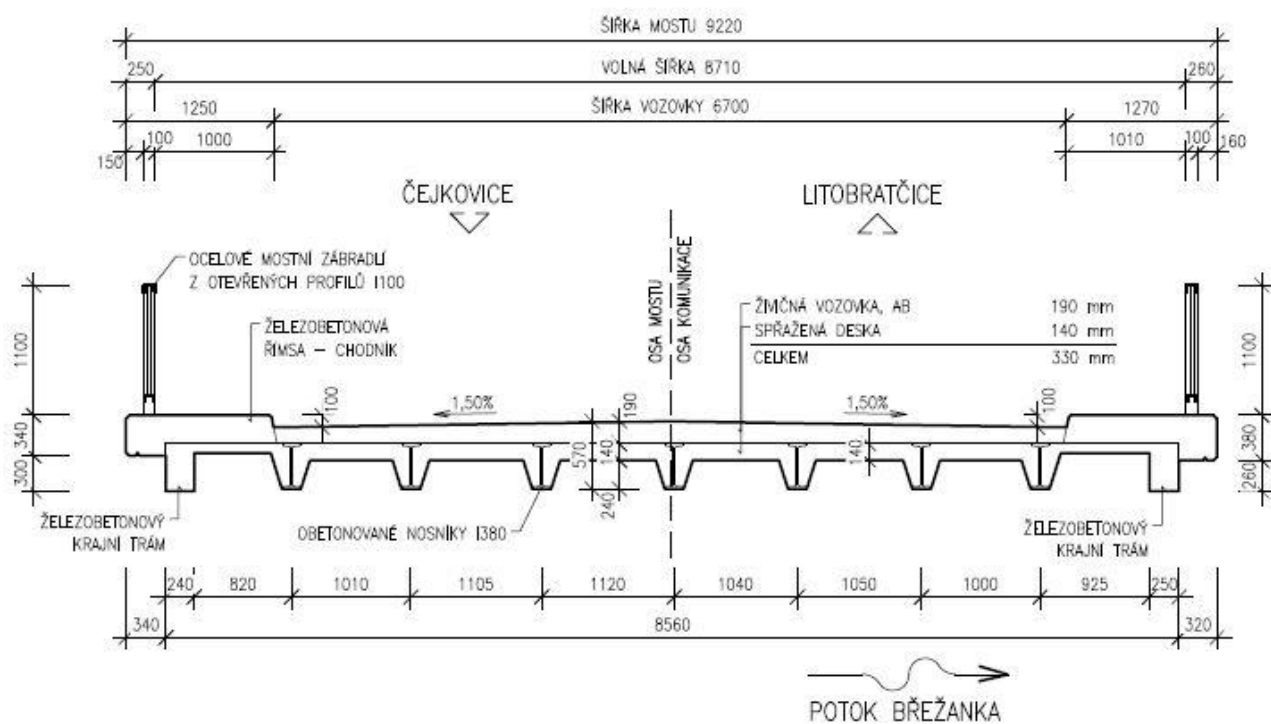 ŠÍŘKA MOSTU 9220
250 VOLNÁ ŠÍŘKA 8710 260
1250 ŠÍŘKA VOZOVKY 6700 1270
150 100 1000 1010 100 160
ČEJKOVICE LITOBRATČICE
OSA MOSTU
OSA KOMUNIKACE
OCELOVÉ MOSTNÍ ZÁBRADLÍ
Z OTEVŘENÝCH PROFILŮ I100
ŽELEZOBETONOVÁ
ŘÍMSA – CHODNÍK
ŽIVIČNÁ VOZOVKA, AB 190 mm
SPŘAŽENÁ DESKA 140 mm
CELKEM 330 mm
1100 1100
100 1,50% 190 1,50% 100
340 570 140 140 380
300 240 260
ŽELEZOBETONOVÝ
KRAJNÍ TRÁM
OBETONOVANÉ NOSNÍKY I380
ŽELEZOBETONOVÝ
KRAJNÍ TRÁM
240 820 1010 1105 1120 1040 1050 1000 925 250
340 8560 320
POTOK BŘEŽANKA